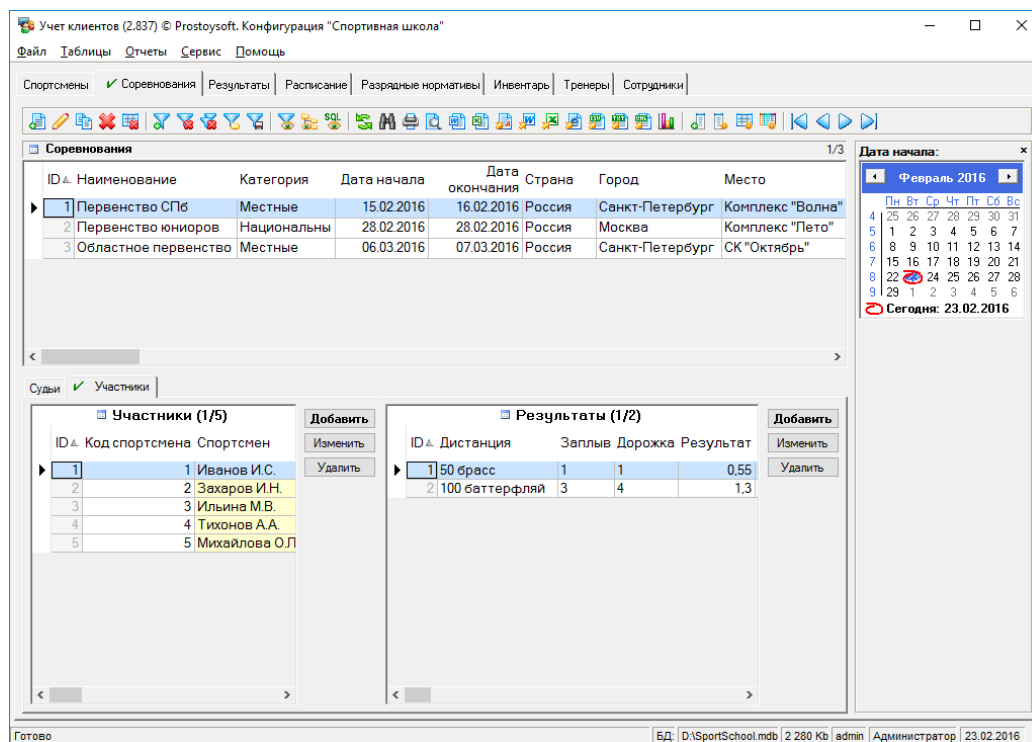 Учет клиентов (2.837) © Prostoysoft. Конфигурация "Спортивная школа"
Файл Таблицы Отчеты Сервис Помощь
Спортсмены Соревнования Результаты Расписание Разрядные нормативы Инвентарь Тренеры Сотрудники
Соревнования 1/3
ID Наименование Категория Дата начала Дата окончания Страна Город Место
1 Первенство СПб Местные 15.02.2016 16.02.2016 Россия Санкт-Петербург Комплекс "Волна"
2 Первенство юниоров Национальны 28.02.2016 28.02.2016 Россия Москва Комплекс "Лето"
3 Областное первенство Местные 06.03.2016 07.03.2016 Россия Санкт-Петербург СК "Октябрь"
Дата начала: ×
Февраль 2016
Пн Вт Ср Чт Пт Сб Вс
4 25 26 27 28 29 30 31
5 1 2 3 4 5 6 7
6 8 9 10 11 12 13 14
7 15 16 17 18 19 20 21
8 22 24 25 26 27 28
9 29 1 2 3 4 5 6
Сегодня: 23.02.2016
Судьи Участники
Участники (1/5)
ID Код спортсмена Спортсмен
1 1 Иванов И.С.
2 2 Захаров И.Н.
3 3 Ильина М.В.
4 4 Тихонов А.А.
5 5 Михайлова О.П
Добавить
Изменить
Удалить
Результаты (1/2)
ID Дистанция Заплыв Дорожка Результат
1 50 брасс 1 1 0,55
2 100 баттерфляй 3 4 1,3
Добавить
Изменить
Удалить
Готово БД: D:\SportSchool.mdb 2 280 Kb admin Администратор 23.02.2016